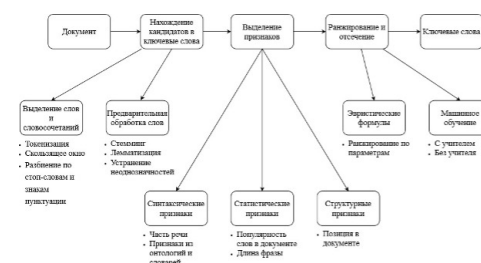 Документ
Нахождение
кандидатов в
ключевые слова
Выделение
признаков
Ранжирование и
отсечение
Ключевые слова
Выделение слов
и
словосочетаний
• Токенизация
• Скользящее окно
• Разбиение по
стоп-словам и
знакам
пунктуации
Предварительная
обработка слов
• Стемминг
• Лемматизация
• Устранение
неоднозначностей
Эвристические
формулы
• Ранжирование по
параметрам
Машинное
обучение
• С учителем
• Без учителя
Синтаксические
признаки
• Часть речи
• Признаки из
онтологий и
словарей
Статистические
признаки
• Популярность
слов в документе
• Длина фразы
Структурные
признаки
• Позиция в
документе